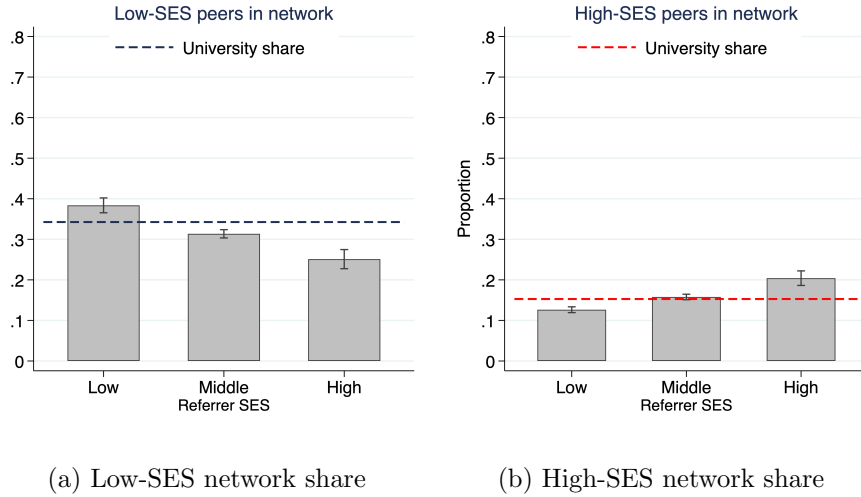 Low-SES peers in network
University share
.8
.7
.6
.5
.4
.3
.2
.1
0
Low Middle High
Referrer SES
(a) Low-SES network share
High-SES peers in network
University share
Proportion
.8
.7
.6
.5
.4
.3
.2
.1
0
Low Middle High
Referrer SES
(b) High-SES network share